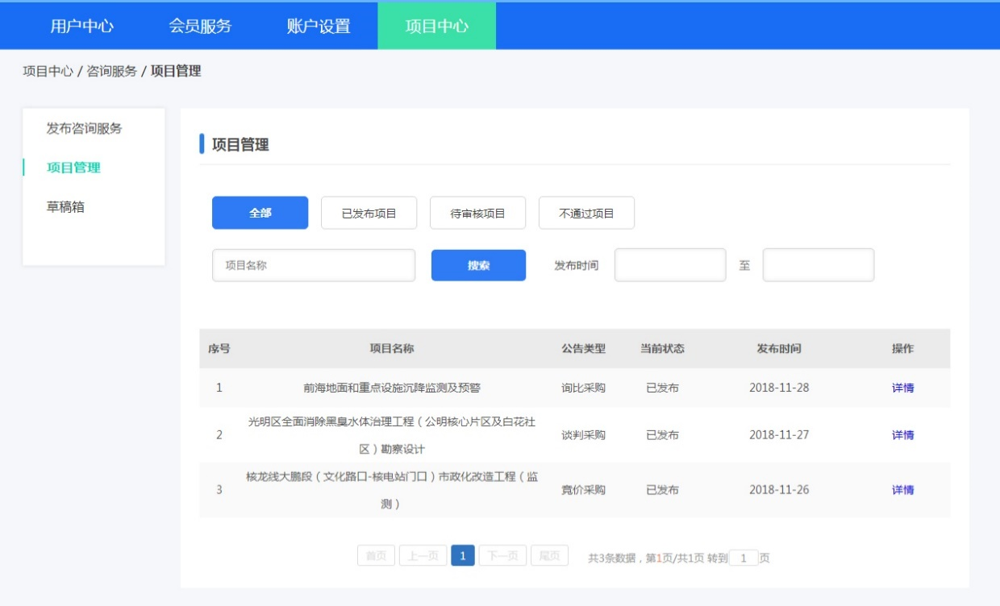 用户中心 会员服务 账户设置 项目中心
项目中心 / 咨询服务 / 项目管理
发布咨询服务
项目管理
草稿箱
项目管理
全部 已发布项目 待审核项目 不通过项目
项目名称 搜索 发布时间 至
序号 项目名称 公告类型 当前状态 发布时间 操作
1 前海地面和重点设施沉降监测及预警 询比采购 已发布 2018-11-28 详情
光明区全面消除黑臭水体治理工程（公明核心片区及白花社
2 谈判采购 已发布 2018-11-27 详情
区）勘察设计
核龙线大鹏段（文化路口-核电站门口）市政化改造工程（监
3 竞价采购 已发布 2018-11-26 详情
测）
首页 上一页 1 下一页 尾页 共3条数据，第1页/共1页 转到 1 页